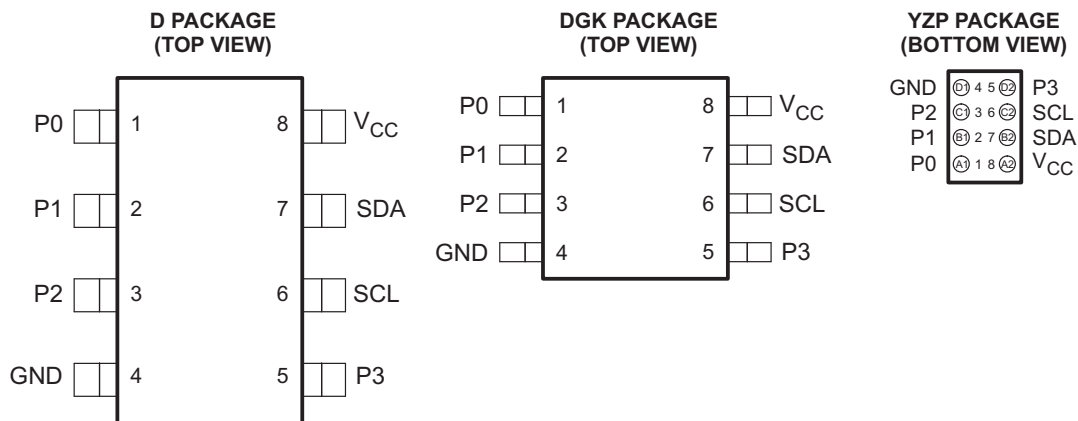 D PACKAGE
(TOP VIEW)
P0 1 8 VCC
P1 2 7 SDA
P2 3 6 SCL
GND 4 5 P3
DGK PACKAGE
(TOP VIEW)
P0 1 8 VCC
P1 2 7 SDA
P2 3 6 SCL
GND 4 5 P3
YZP PACKAGE
(BOTTOM VIEW)
GND D1 4 5 D2 P3
P2 C1 3 6 C2 SCL
P1 B1 2 7 B2 SDA
P0 A1 1 8 A2 VCC